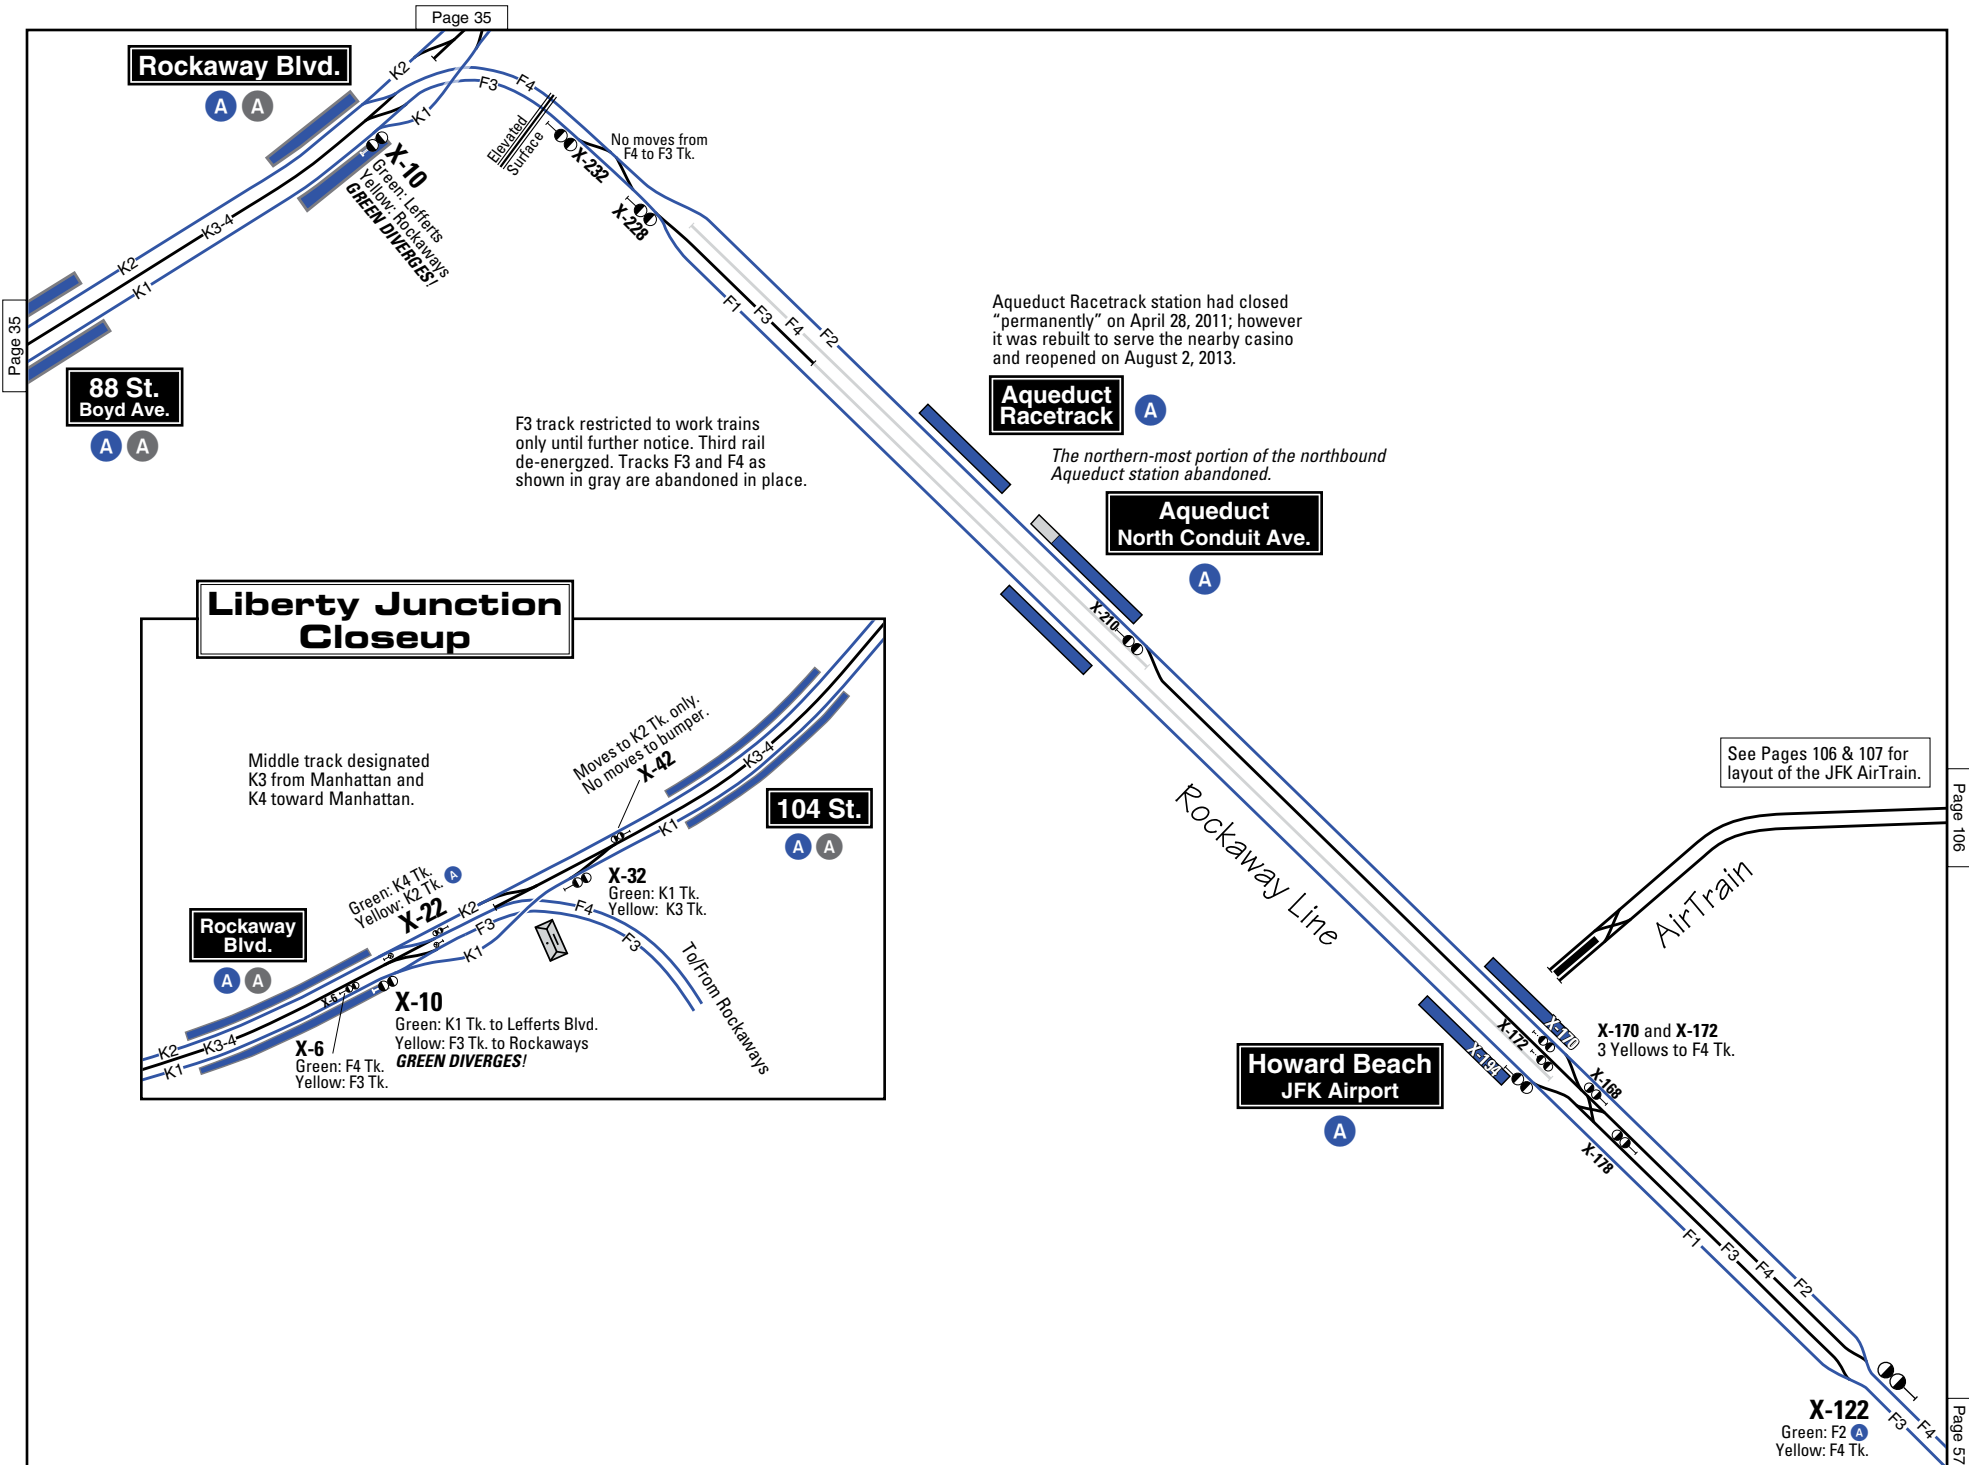 Page 35
Rockaway Blvd.
A A
K2
F3
F4
K1
Elevated
Surface
No moves from
F4 to F3 Tk.
X-232
X-228
X-10
Green: Lefferts
Yellow: Rockaways
GREEN DIVERGES!
K3-4
K2
K1
Page 35
88 St.
Boyd Ave.
A A
F1
F3
F4
F2
Aqueduct Racetrack station had closed
“permanently” on April 28, 2011; however
it was rebuilt to serve the nearby casino
and reopened on August 2, 2013.
Aqueduct
Racetrack
A
F3 track restricted to work trains
only until further notice. Third rail
de-energzed. Tracks F3 and F4 as
shown in gray are abandoned in place.
The northern-most portion of the northbound
Aqueduct station abandoned.
Aqueduct
North Conduit Ave.
A
X-210
Liberty Junction
Closeup
Middle track designated
K3 from Manhattan and
K4 toward Manhattan.
Moves to K2 Tk. only.
No moves to bumper.
X-42
K3-4
K1
104 St.
A A
Green: K4 Tk.
Yellow: K2 Tk. A
X-22
K2
F3
K1
F4
F3
X-32
Green: K1 Tk.
Yellow: K3 Tk.
Rockaway
Blvd.
A A
To/From Rockaways
X-6
X-10
Green: K1 Tk. to Lefferts Blvd.
Yellow: F3 Tk. to Rockaways
GREEN DIVERGES!
X-6
Green: F4 Tk.
Yellow: F3 Tk.
K2
K3-4
K1
Rockaway Line
See Pages 106 & 107 for
layout of the JFK AirTrain.
Page 106
AirTrain
X-170
X-172
X-194
X-170 and X-172
3 Yellows to F4 Tk.
Howard Beach
JFK Airport
A
X-168
X-178
F1
F3
F4
F2
X-122
Green: F2 A
Yellow: F4 Tk.
F3
F4
Page 57